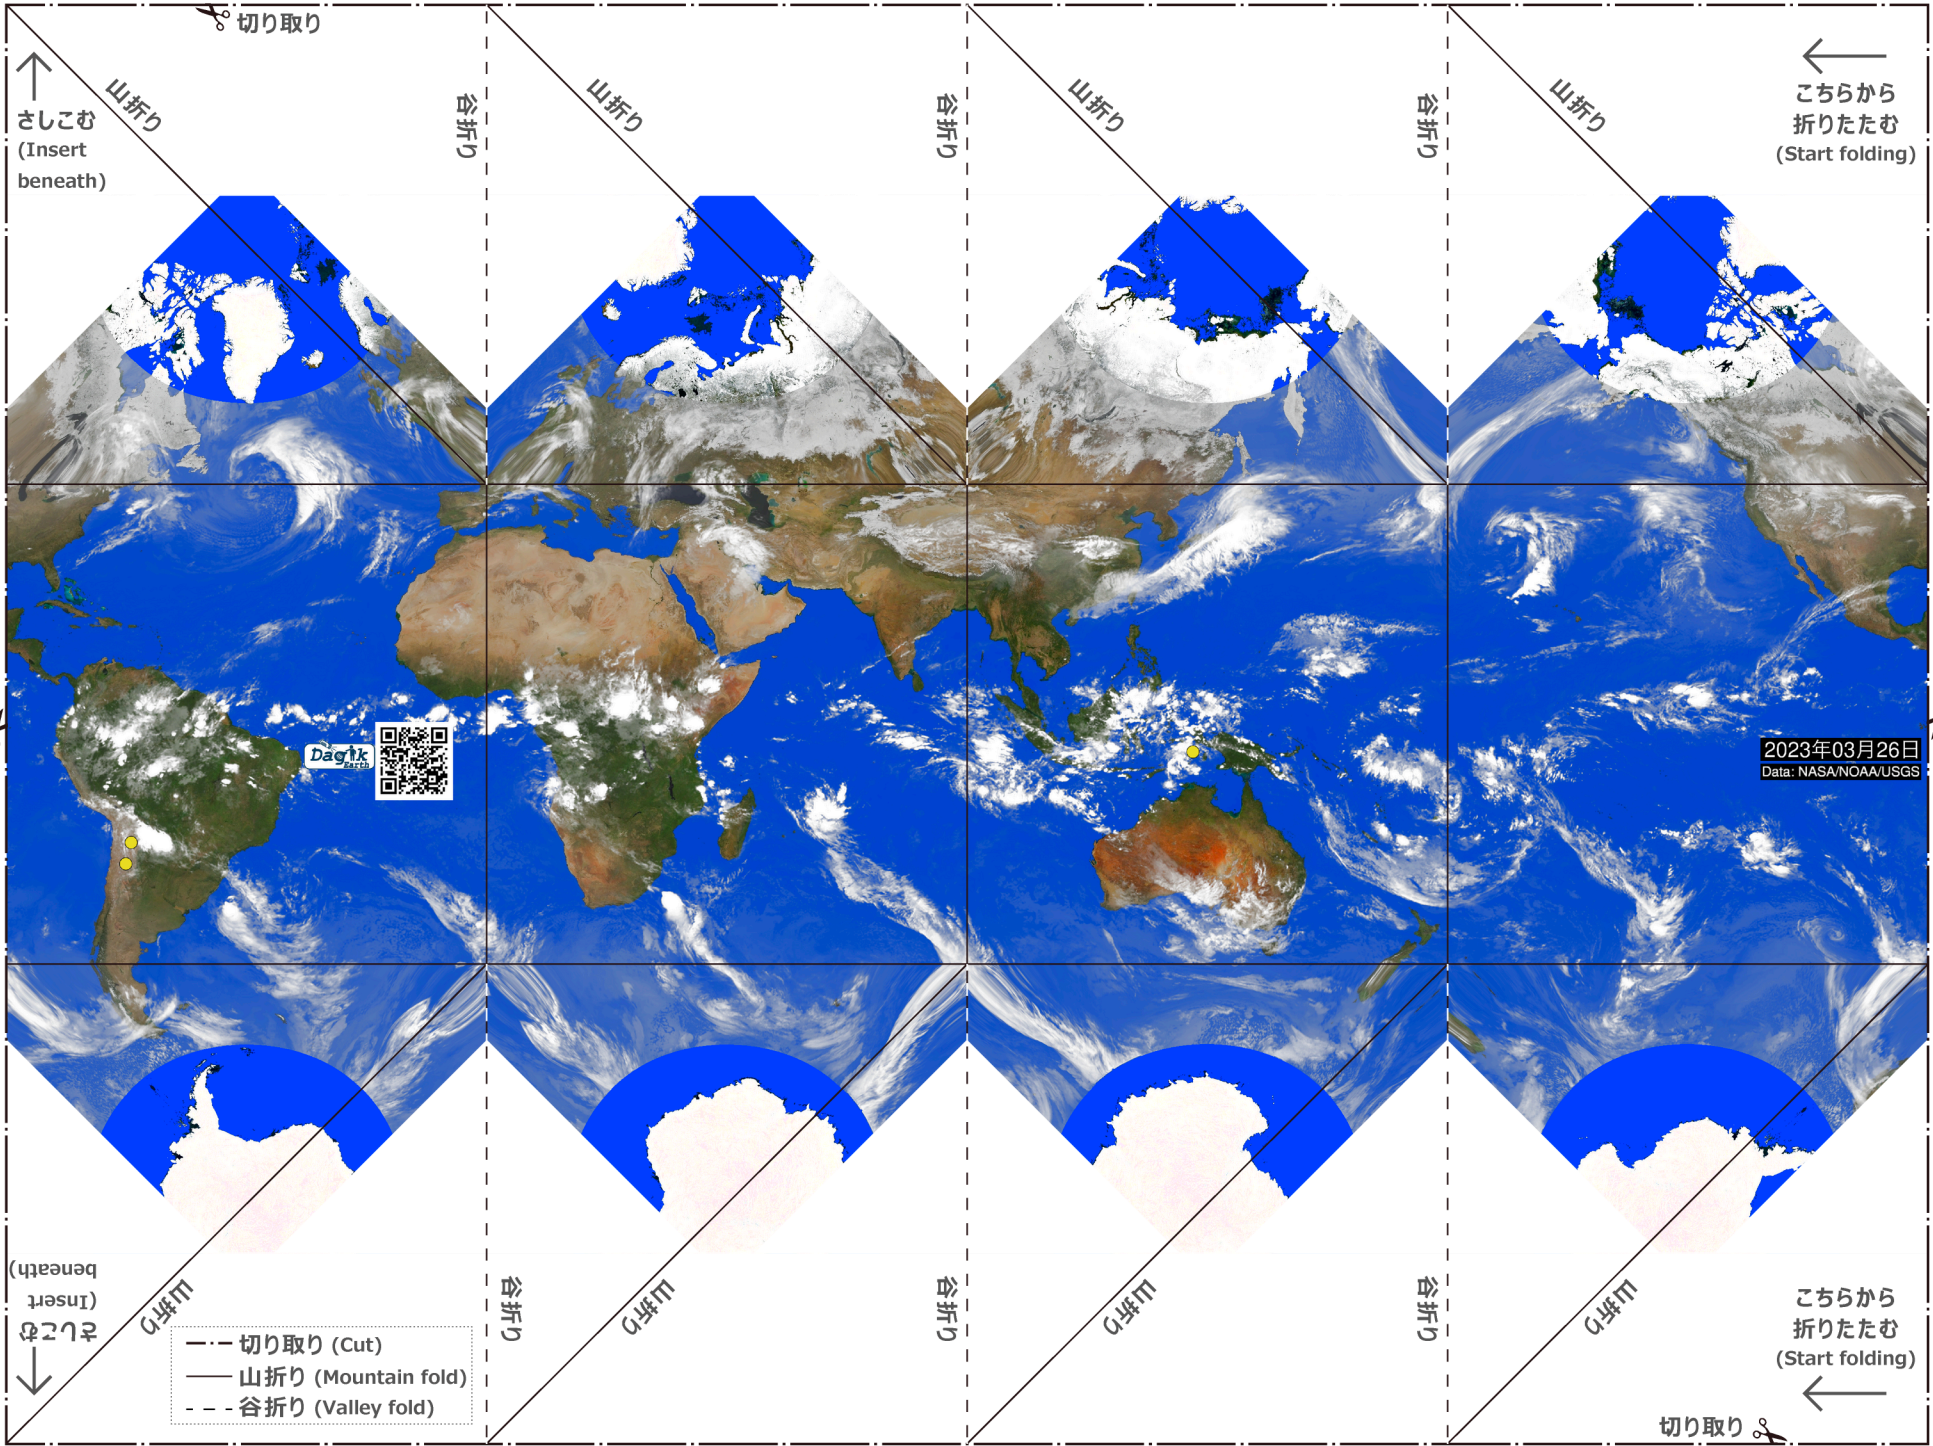 切り取り
山折り
谷折り
山折り
谷折り
山折り
谷折り
山折り
こちらから
折りたたむ
(Start folding)
さしこむ
(Insert
beneath)
Dagik
Earth
2023年03月26日
Data: NASA/NOAA/USGS
さしこむ
(Insert
beneath)
山折り
谷折り
山折り
谷折り
山折り
谷折り
山折り
こちらから
折りたたむ
(Start folding)
切り取り (Cut)
山折り (Mountain fold)
谷折り (Valley fold)
切り取り